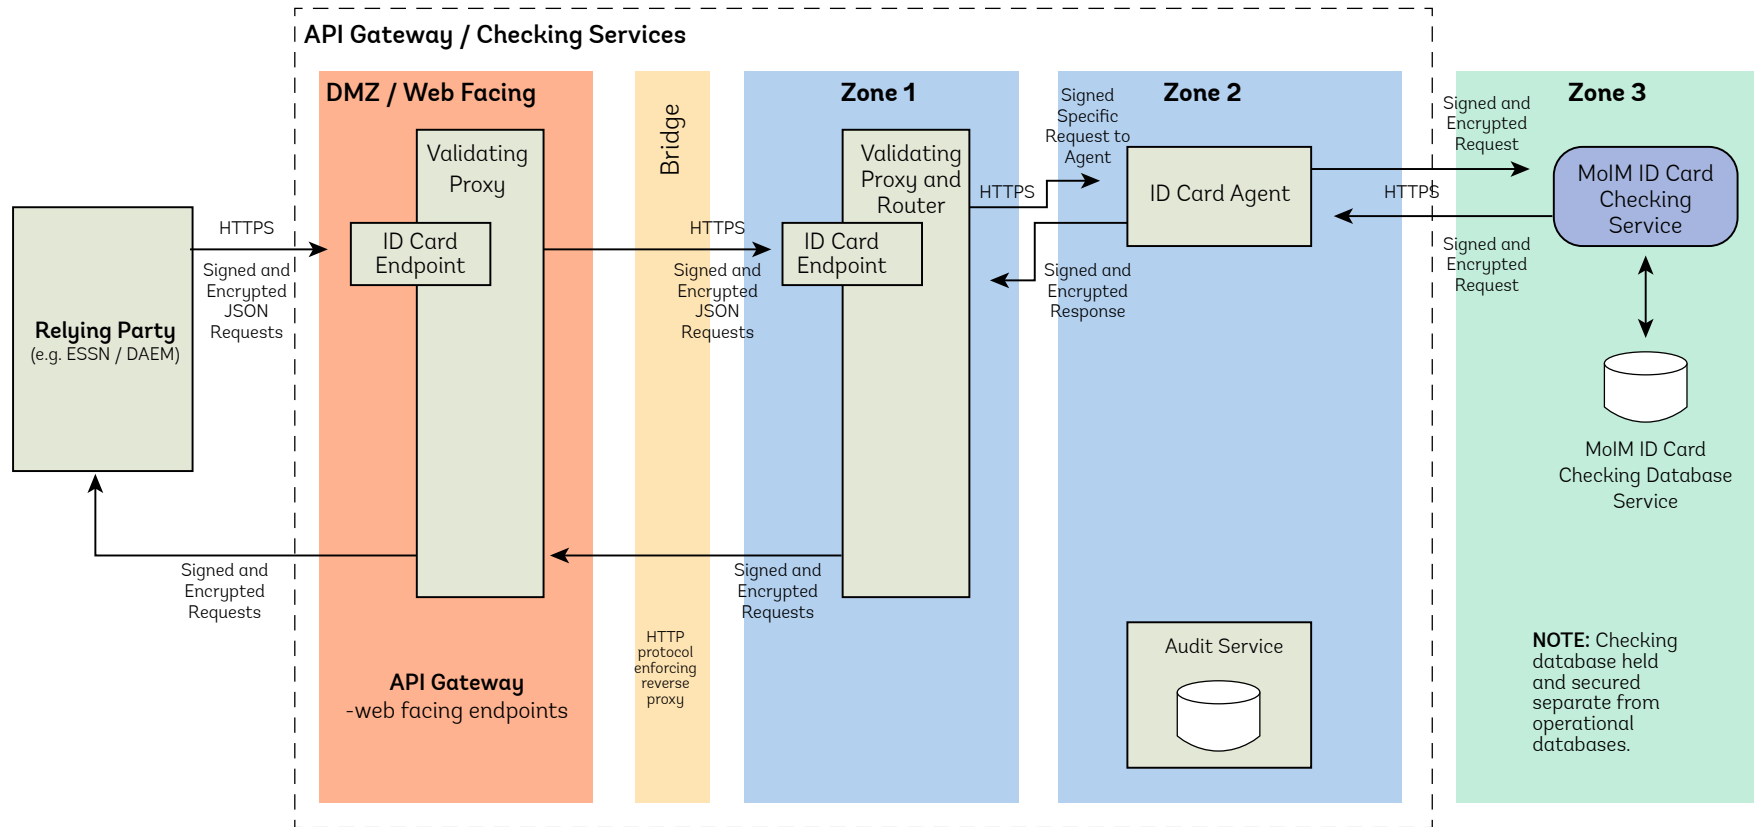 API Gateway / Checking Services
DMZ / Web Facing
Bridge
Zone 1
Zone 2
Zone 3
Relying Party
(e.g. ESSN / DAEM)
HTTPS
Signed and
Encrypted
JSON
Requests
Validating
Proxy
ID Card
Endpoint
HTTPS
Signed and
Encrypted
JSON
Requests
Validating
Proxy and
Router
ID Card
Endpoint
HTTPS
Signed
Specific
Request to
Agent
Signed and
Encrypted
Response
ID Card Agent
Signed and
Encrypted
Request
HTTPS
Signed and
Encrypted
Request
MoIM ID Card
Checking
Service
MoIM ID Card
Checking Database
Service
Signed and
Encrypted
Requests
Signed and
Encrypted
Requests
API Gateway
-web facing endpoints
HTTP
protocol
enforcing
reverse
proxy
Audit Service
NOTE: Checking
database held
and secured
separate from
operational
databases.